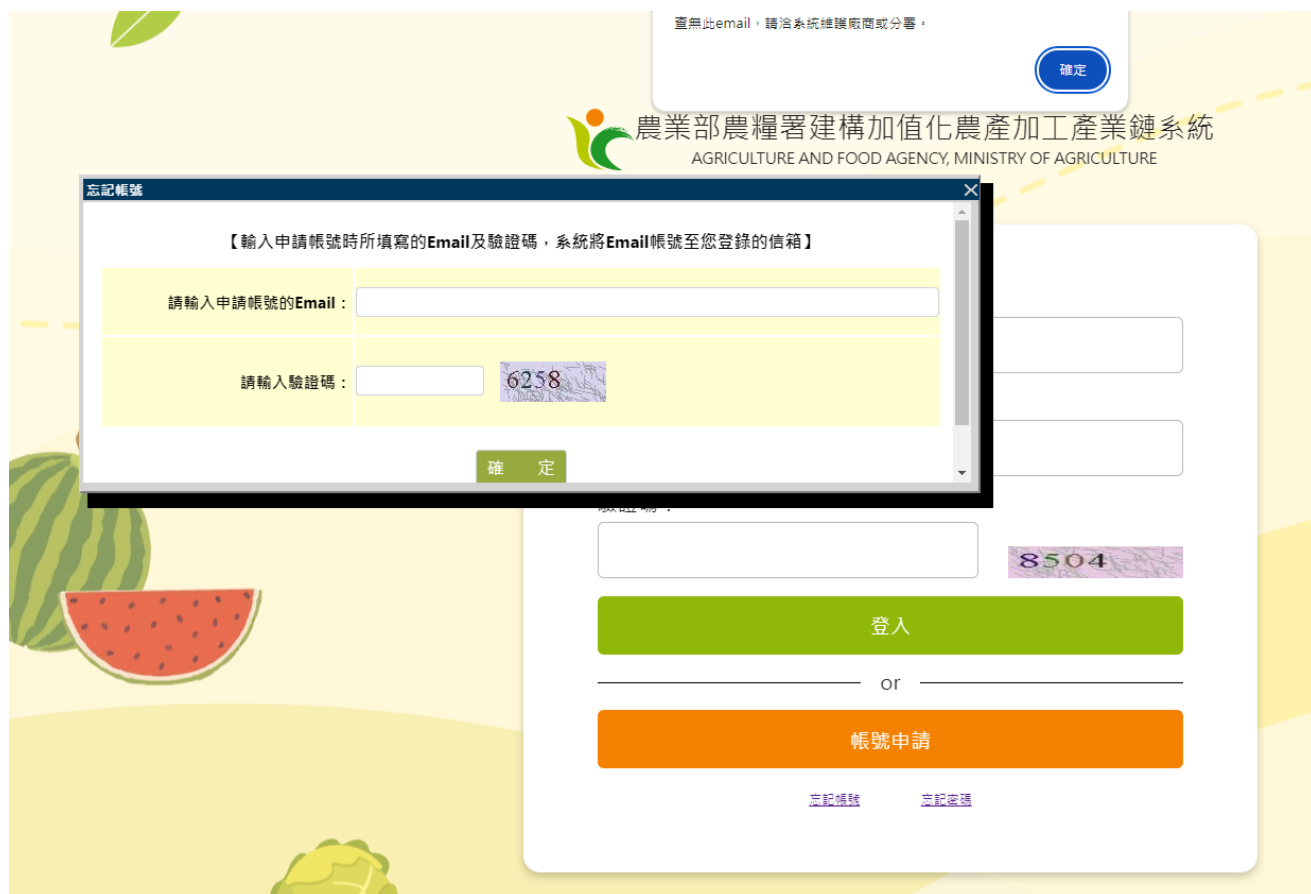 查無此email，請洽系統維護廠商或分署。
確定
農業部農糧署建構加值化農產加工產業鏈系統
AGRICULTURE AND FOOD AGENCY, MINISTRY OF AGRICULTURE
忘記帳號
【輸入申請帳號時所填寫的Email及驗證碼，系統將Email帳號至您登錄的信箱】
請輸入申請帳號的Email：
請輸入驗證碼：
6258
確 定
驗證碼：
8504
登入
or
帳號申請
忘記帳號 忘記密碼